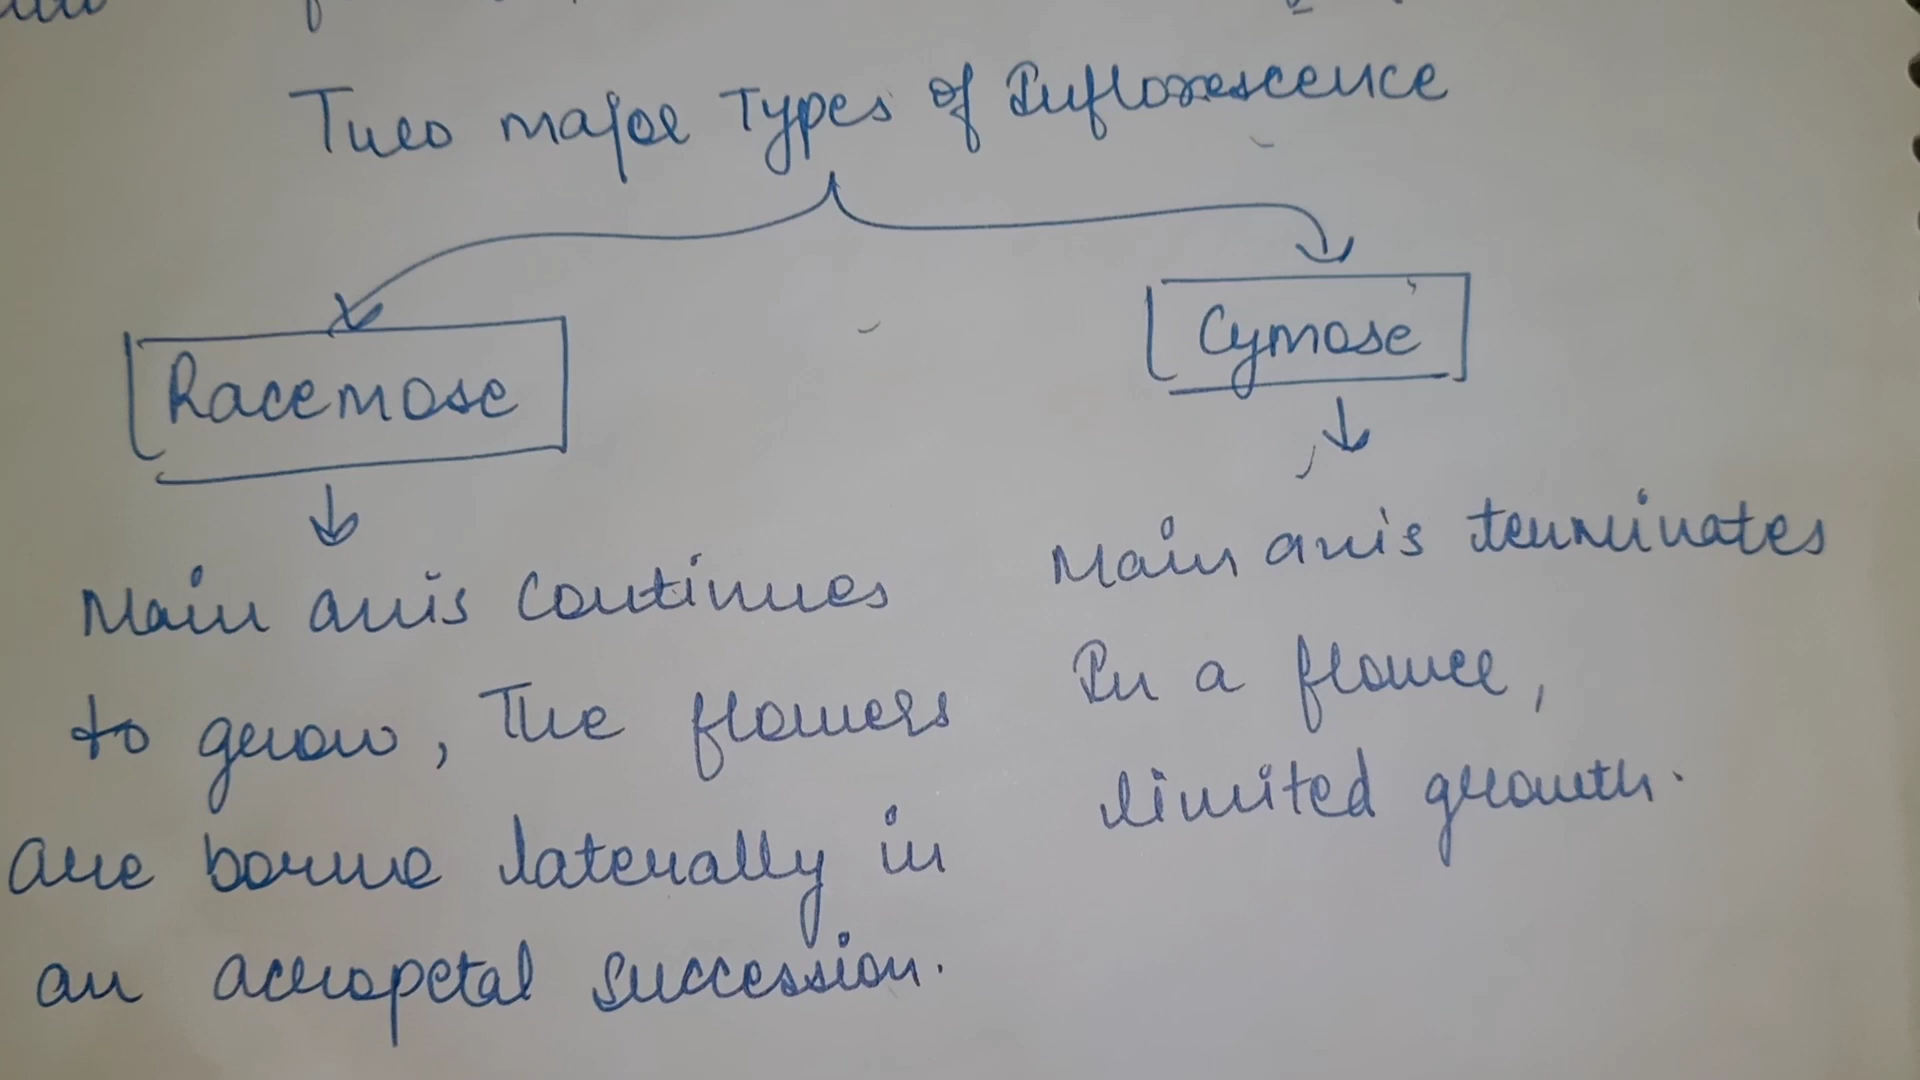 Two major Types of Inflorescence
Racemose
Cymose
Main axis continues
to grow, The flowers
are borne laterally in
an acropetal succession.
Main axis terminates
In a flower,
limited growth.